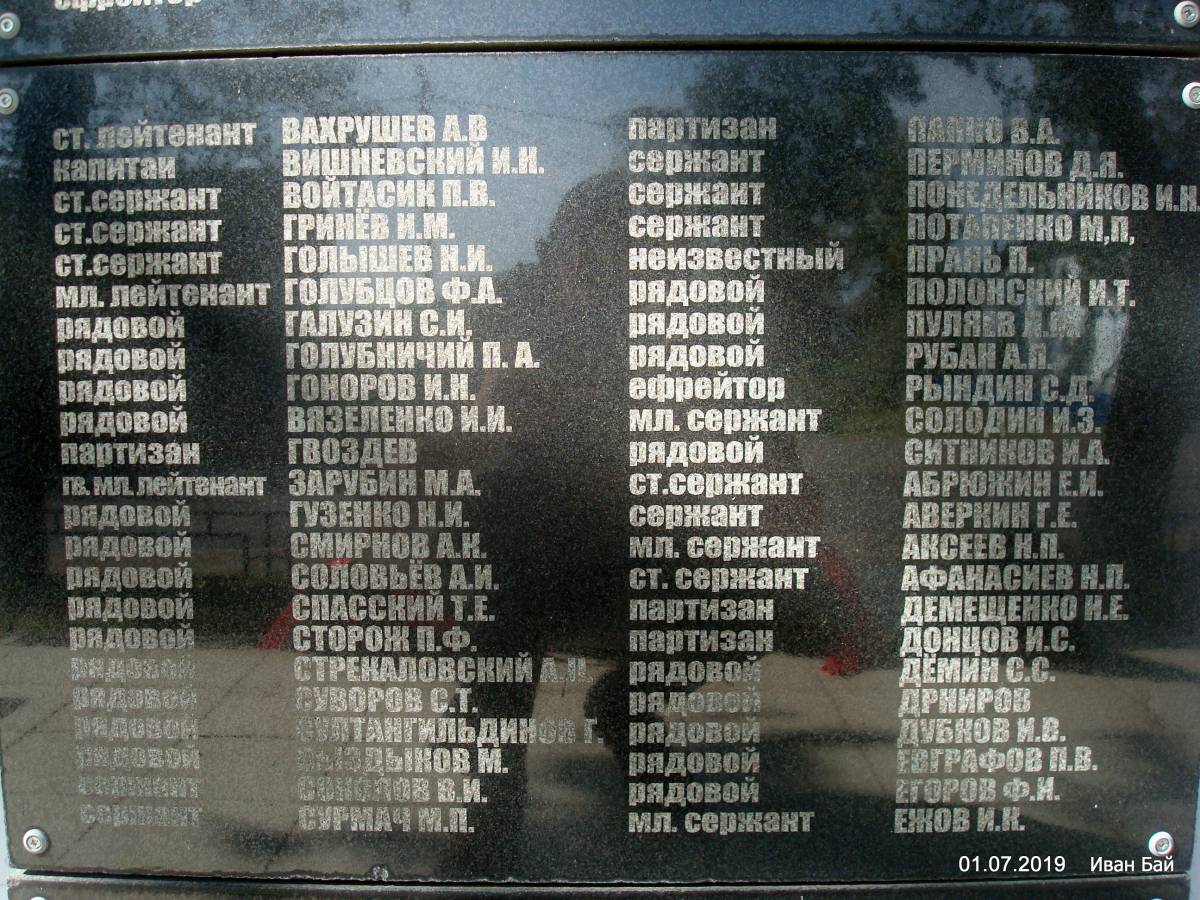 ефрейтор
ст. лейтенант ВАХРУШЕВ А.В
капитан ВИШНЕВСКИЙ И.Н.
ст.сержант ВОЙТАСИК П.В.
ст.сержант ГРИНЁВ И.М.
ст.сержант ГОЛЫШЕВ Н.И.
мл. лейтенант ГОЛУБЦОВ Ф.А.
рядовой ГАЛУЗИН С.И.
рядовой ГОЛУБНИЧИЙ П. А.
рядовой ГОНОРОВ И.Н.
рядовой ВЯЗЕЛЕНКО И.И.
партизан ГВОЗДЕВ
гв. мл. лейтенант ЗАРУБИН М.А.
рядовой ГУЗЕНКО Н.И.
рядовой СМИРНОВ А.К.
рядовой СОЛОВЬЁВ А.И.
рядовой СПАССКИЙ Т.Е.
рядовой СТОРОЖ П.Ф.
рядовой СТРЕКАЛОВСКИЙ А.Н.
рядовой СУВОРОВ С.Т.
рядовой СУЛТАНГИЛЬДИНОВ Г.
рядовой СЫЗДЫКОВ М.
сержант СОКОЛОВ В.И.
сержант СУРМАЧ М.П.
партизан ПАПКО В.А.
сержант ПЕРМИНОВ Д.Я.
сержант ПОНЕДЕЛЬНИКОВ И.Н
сержант ПОТАПЕНКО М,П,
неизвестный ПРАНЬ П.
рядовой ПОЛОНСКИЙ И.Т.
рядовой ПУЛЯЕВ
рядовой РУБАН А.П.
ефрейтор РЫНДИН С.Д.
мл. сержант СОЛОДИН И.З.
рядовой СИТНИКОВ И.А.
ст.сержант АБРЮЖИН Е.И.
сержант АВЕРКИН Г.Е.
мл. сержант АКСЕЕВ Н.П.
ст. сержант АФАНАСИЕВ Н.П.
партизан ДЕМЕЩЕНКО Н.Е.
партизан ДОНЦОВ И.С.
рядовой ДЁМИН С.С.
рядовой ДРНИРОВ
рядовой ДУБКОВ И.В.
рядовой ЕВГРАФОВ П.В.
рядовой ЕГОРОВ Ф.И.
мл. сержант ЕЖОВ И.К.
01.07.2019 Иван Бай